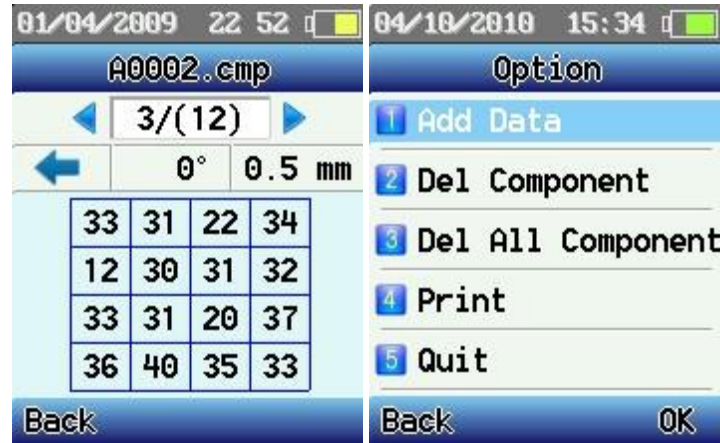 01/04/2009 22 52
A0002.cmp
3/(12)
0° 0.5 mm
33 31 22 34
12 30 31 32
33 31 20 37
36 40 35 33
Back
04/10/2010 15:34
Option
1 Add Data
2 Del Component
3 Del All Component
4 Print
5 Quit
Back OK